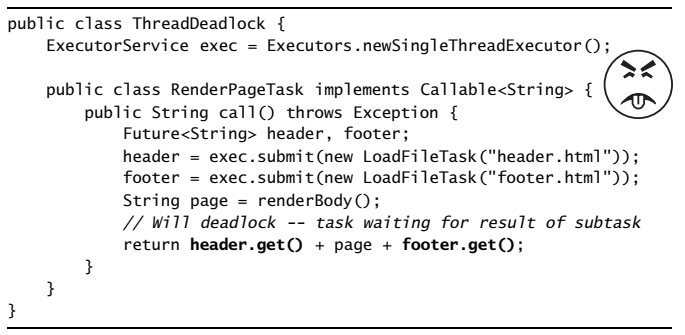 public class ThreadDeadlock {
    ExecutorService exec = Executors.newSingleThreadExecutor();

    public class RenderPageTask implements Callable<String> {
        public String call() throws Exception {
            Future<String> header, footer;
            header = exec.submit(new LoadFileTask("header.html"));
            footer = exec.submit(new LoadFileTask("footer.html"));
            String page = renderBody();
            // Will deadlock -- task waiting for result of subtask
            return header.get() + page + footer.get();
        }
    }
}